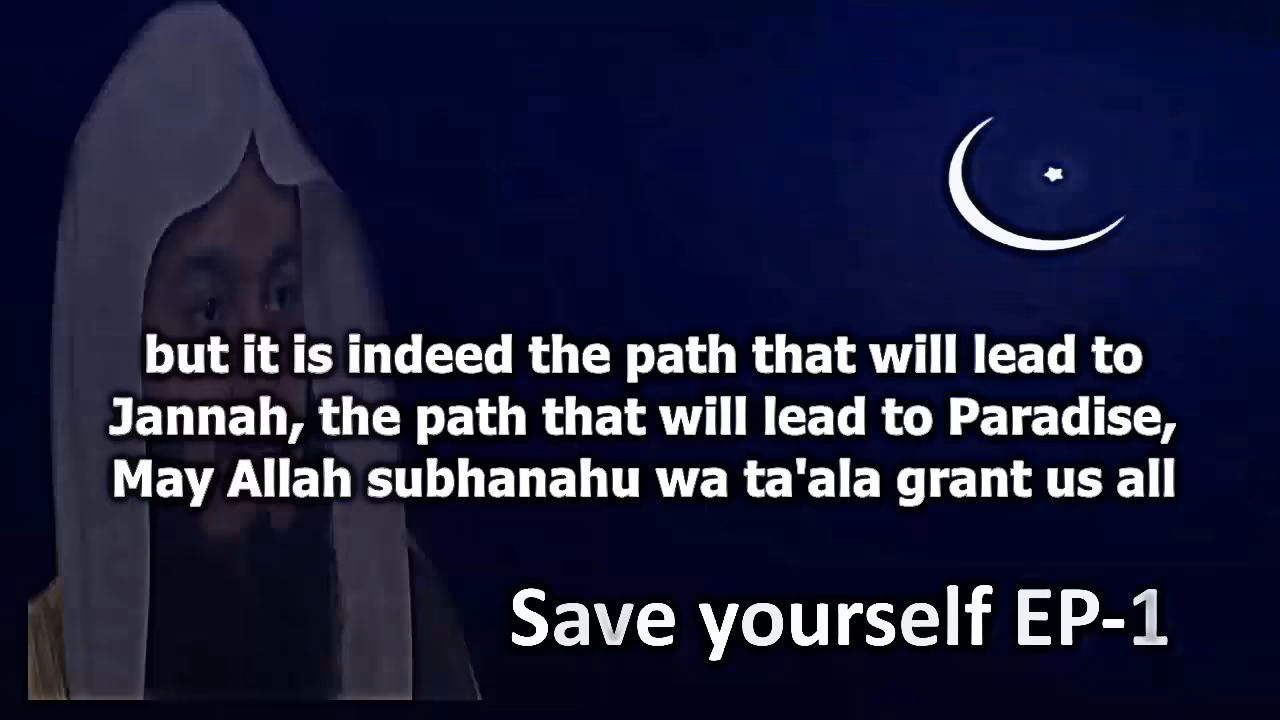 but it is indeed the path that will lead to
Jannah, the path that will lead to Paradise,
May Allah subhanahu wa ta'ala grant us all
Save yourself EP-1